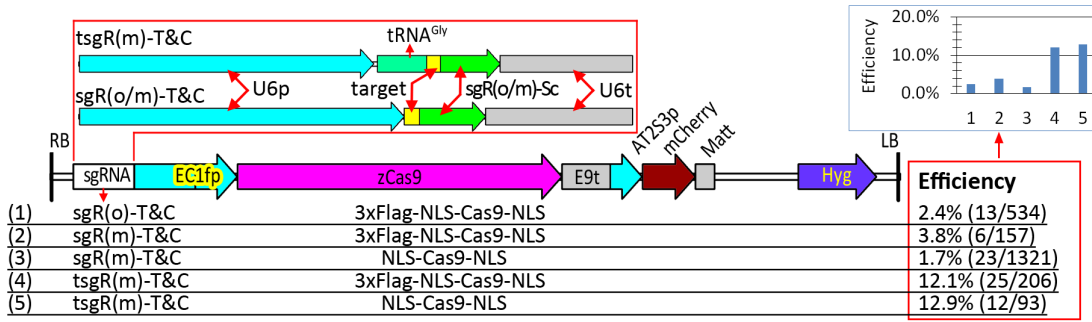 tsgR(m)-T&C
tRNAGly
U6p
target
sgR(o/m)-Sc
U6t
sgR(o/m)-T&C
20.0%
10.0%
0.0%
Efficiency
1 2 3 4 5
RB
sgRNA
EC1fp
zCas9
E9t
AT2S3p
mCherry
Matt
Hyg
LB
Efficiency
(1) sgR(o)-T&C 3xFlag-NLS-Cas9-NLS 2.4% (13/534)
(2) sgR(m)-T&C 3xFlag-NLS-Cas9-NLS 3.8% (6/157)
(3) sgR(m)-T&C NLS-Cas9-NLS 1.7% (23/1321)
(4) tsgR(m)-T&C 3xFlag-NLS-Cas9-NLS 12.1% (25/206)
(5) tsgR(m)-T&C NLS-Cas9-NLS 12.9% (12/93)